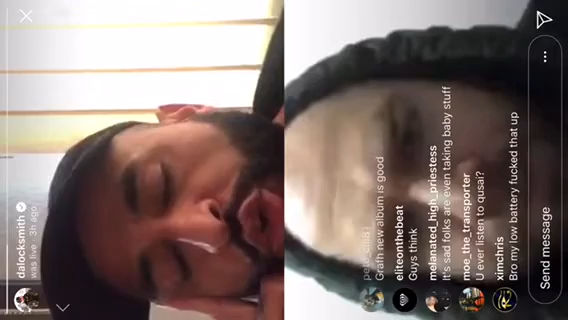 dalocksmith
was live · 3h ago
Grafh new album is good
eliteonthebeat
Guys think
melanated_high_priestess
It's sad folks are even taking baby stuff
moe_the_transporter
U ever listen to qusai?
ximchris
Bro my low battery fucked that up
Send message